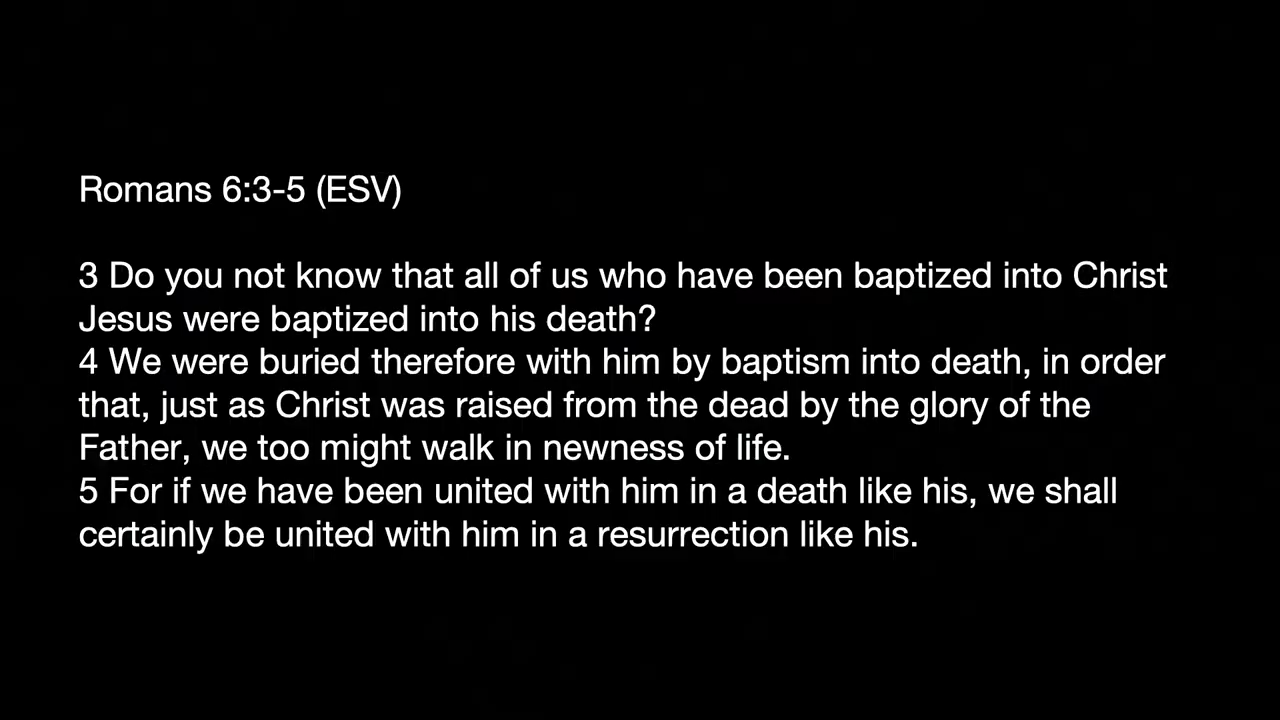 Romans 6:3-5 (ESV)
3 Do you not know that all of us who have been baptized into Christ
Jesus were baptized into his death?
4 We were buried therefore with him by baptism into death, in order
that, just as Christ was raised from the dead by the glory of the
Father, we too might walk in newness of life.
5 For if we have been united with him in a death like his, we shall
certainly be united with him in a resurrection like his.